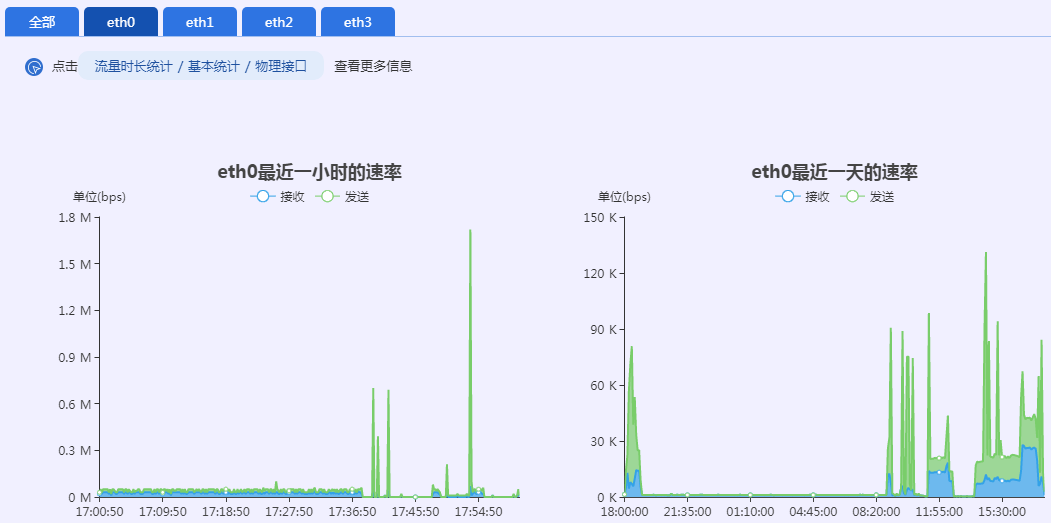 全部 eth0 eth1 eth2 eth3
点击 流量时长统计 / 基本统计 / 物理接口 查看更多信息
eth0最近一小时的速率
单位(bps) 接收 发送
1.8 M
1.5 M
1.2 M
0.9 M
0.6 M
0.3 M
0 M
17:00:50 17:09:50 17:18:50 17:27:50 17:36:50 17:45:50 17:54:50
eth0最近一天的速率
单位(bps) 接收 发送
150 K
120 K
90 K
60 K
30 K
0 K
18:00:00 21:35:00 01:10:00 04:45:00 08:20:00 11:55:00 15:30:00